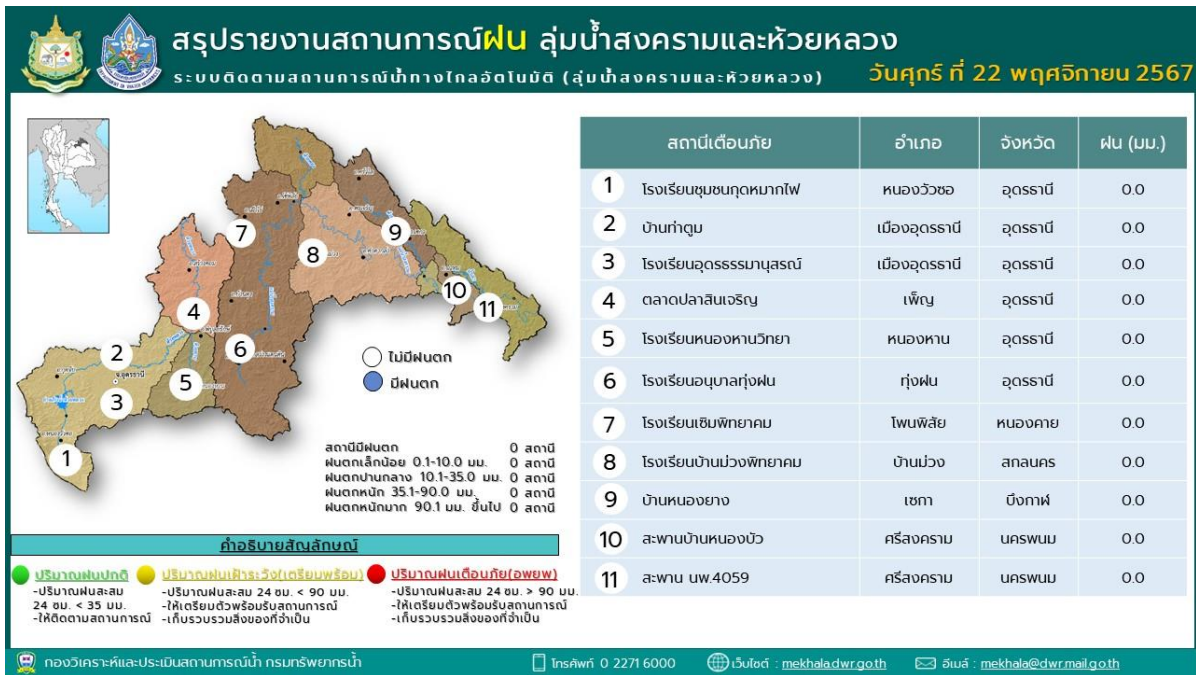 สรุปรายงานสถานการณ์ฝน ลุ่มน้ำสงครามและห้วยหลวง
ระบบติดตามสถานการณ์น้ำทางไกลอัตโนมัติ (ลุ่มน้ำสงครามและห้วยหลวง)
วันศุกร์ ที่ 22 พฤศจิกายน 2567
7
9
8
10
11
4
2
6
5
3
1
จ.อุดรธานี
ไม่มีฝนตก
มีฝนตก
สถานีมีฝนตก 0 สถานี
ฝนตกเล็กน้อย 0.1-10.0 มม. 0 สถานี
ฝนตกปานกลาง 10.1-35.0 มม. 0 สถานี
ฝนตกหนัก 35.1-90.0 มม. 0 สถานี
ฝนตกหนักมาก 90.1 มม. ขึ้นไป 0 สถานี
คำอธิบายสัญลักษณ์
ปริมาณฝนปกติ
-ปริมาณฝนสะสม
24 ชม. < 35 มม.
-ให้ติดตามสถานการณ์
ปริมาณฝนเฝ้าระวัง(เตรียมพร้อม)
-ปริมาณฝนสะสม 24 ชม. < 90 มม.
-ให้เตรียมตัวพร้อมรับสถานการณ์
-เก็บรวบรวมสิ่งของที่จำเป็น
ปริมาณฝนเตือนภัย(อพยพ)
-ปริมาณฝนสะสม 24 ชม. > 90 มม.
-ให้เตรียมตัวพร้อมรับสถานการณ์
-เก็บรวบรวมสิ่งของที่จำเป็น
สถานีเตือนภัย อำเภอ จังหวัด ฝน (มม.)
1 โรงเรียนชุมชนกุดหมากไฟ หนองวัวซอ อุดรธานี 0.0
2 บ้านท่าตูม เมืองอุดรธานี อุดรธานี 0.0
3 โรงเรียนอุดรธรรมานุสรณ์ เมืองอุดรธานี อุดรธานี 0.0
4 ตลาดปลาสินเจริญ เพ็ญ อุดรธานี 0.0
5 โรงเรียนหนองหานวิทยา หนองหาน อุดรธานี 0.0
6 โรงเรียนอนุบาลทุ่งฝน ทุ่งฝน อุดรธานี 0.0
7 โรงเรียนเซิมพิทยาคม โพนพิสัย หนองคาย 0.0
8 โรงเรียนบ้านม่วงพิทยาคม บ้านม่วง สกลนคร 0.0
9 บ้านหนองยาง เซกา บึงกาฬ 0.0
10 สะพานบ้านหนองบัว ศรีสงคราม นครพนม 0.0
11 สะพาน นพ.4059 ศรีสงคราม นครพนม 0.0
กองวิเคราะห์และประเมินสถานการณ์น้ำ กรมทรัพยากรน้ำ โทรศัพท์ 0 2271 6000 เว็บไซต์ : mekhala.dwr.go.th อีเมล์ : mekhala@dwr.mail.go.th